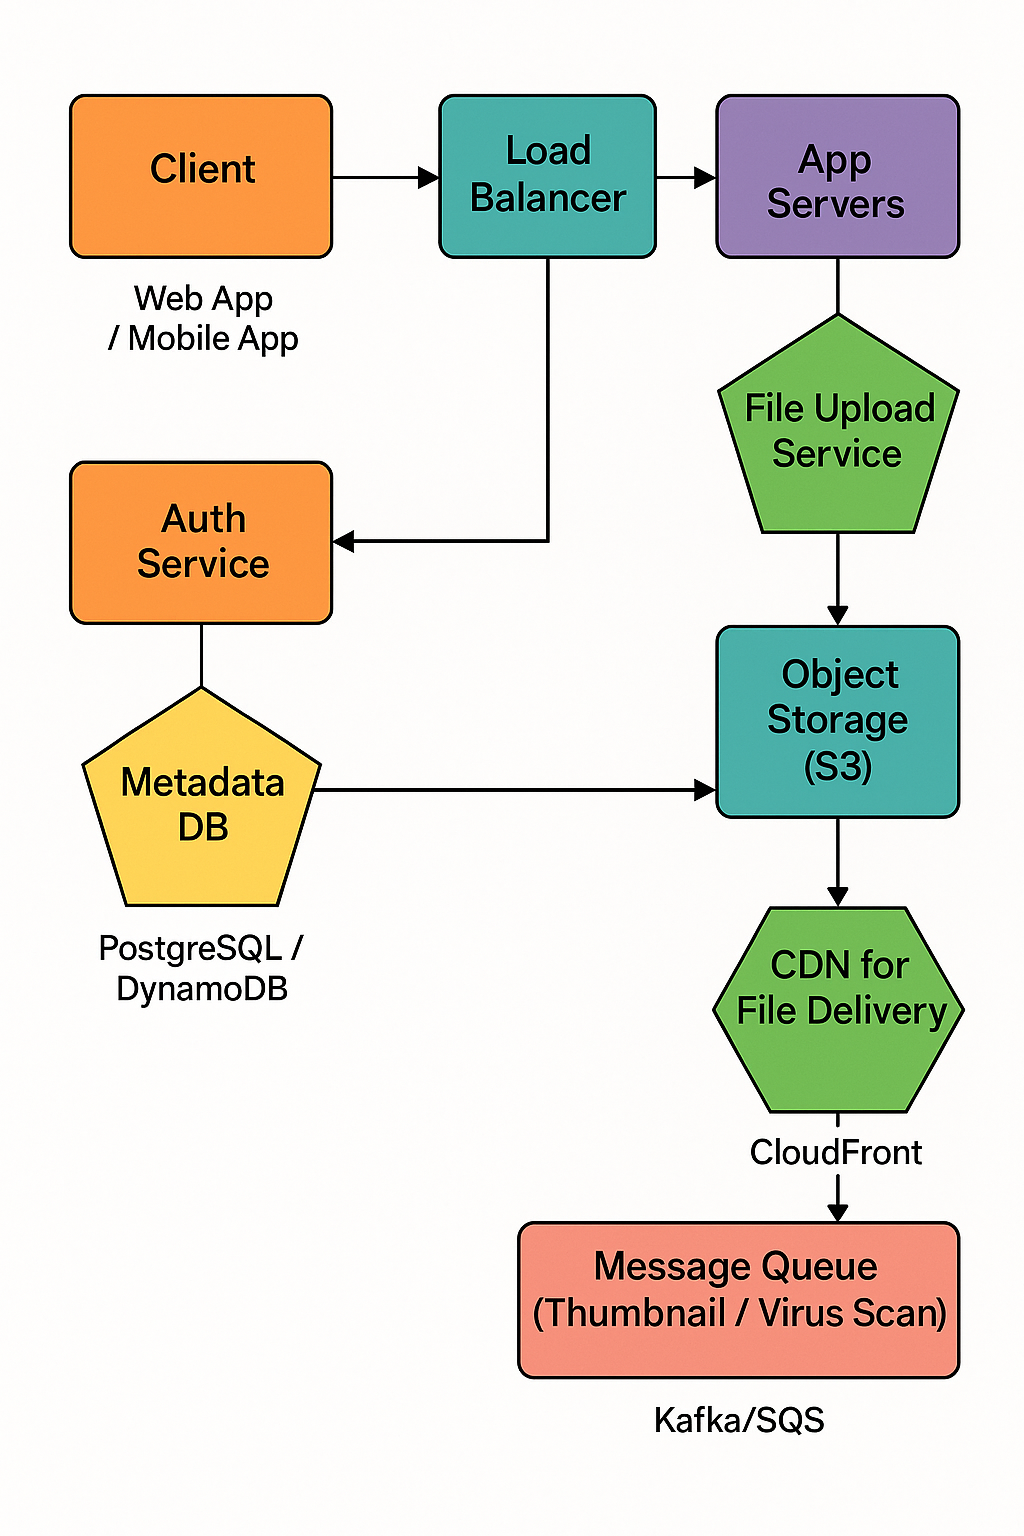 Client
Load
Balancer
App
Servers
Web App
/ Mobile App
File Upload
Service
Auth
Service
Object
Storage
(S3)
Metadata
DB
PostgreSQL /
DynamoDB
CDN for
File Delivery
CloudFront
Message Queue
(Thumbnail / Virus Scan)
Kafka/SQS